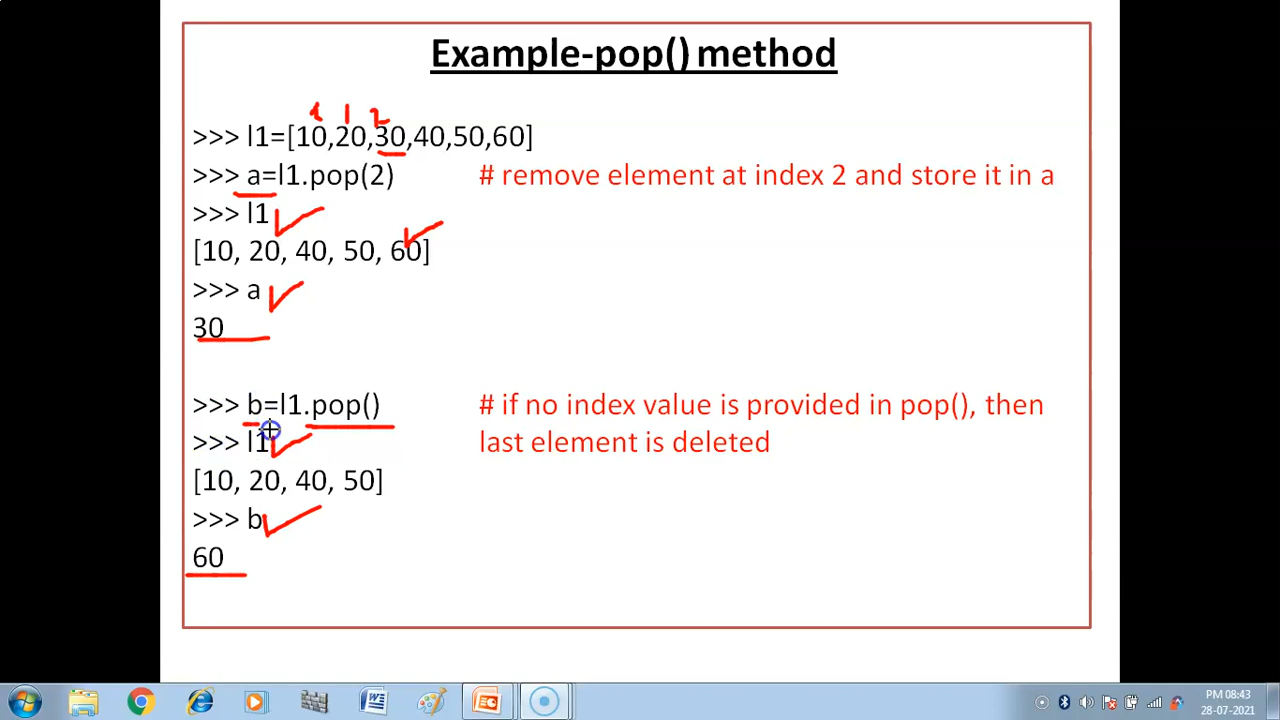 Example-pop() method
1 2
>>> l1=[10,20,30,40,50,60]
>>> a=l1.pop(2) # remove element at index 2 and store it in a
>>> l1
[10, 20, 40, 50, 60]
>>> a
30
>>> b=l1.pop() # if no index value is provided in pop(), then
>>> l1 last element is deleted
[10, 20, 40, 50]
>>> b
60
PM 08:43
28-07-2021